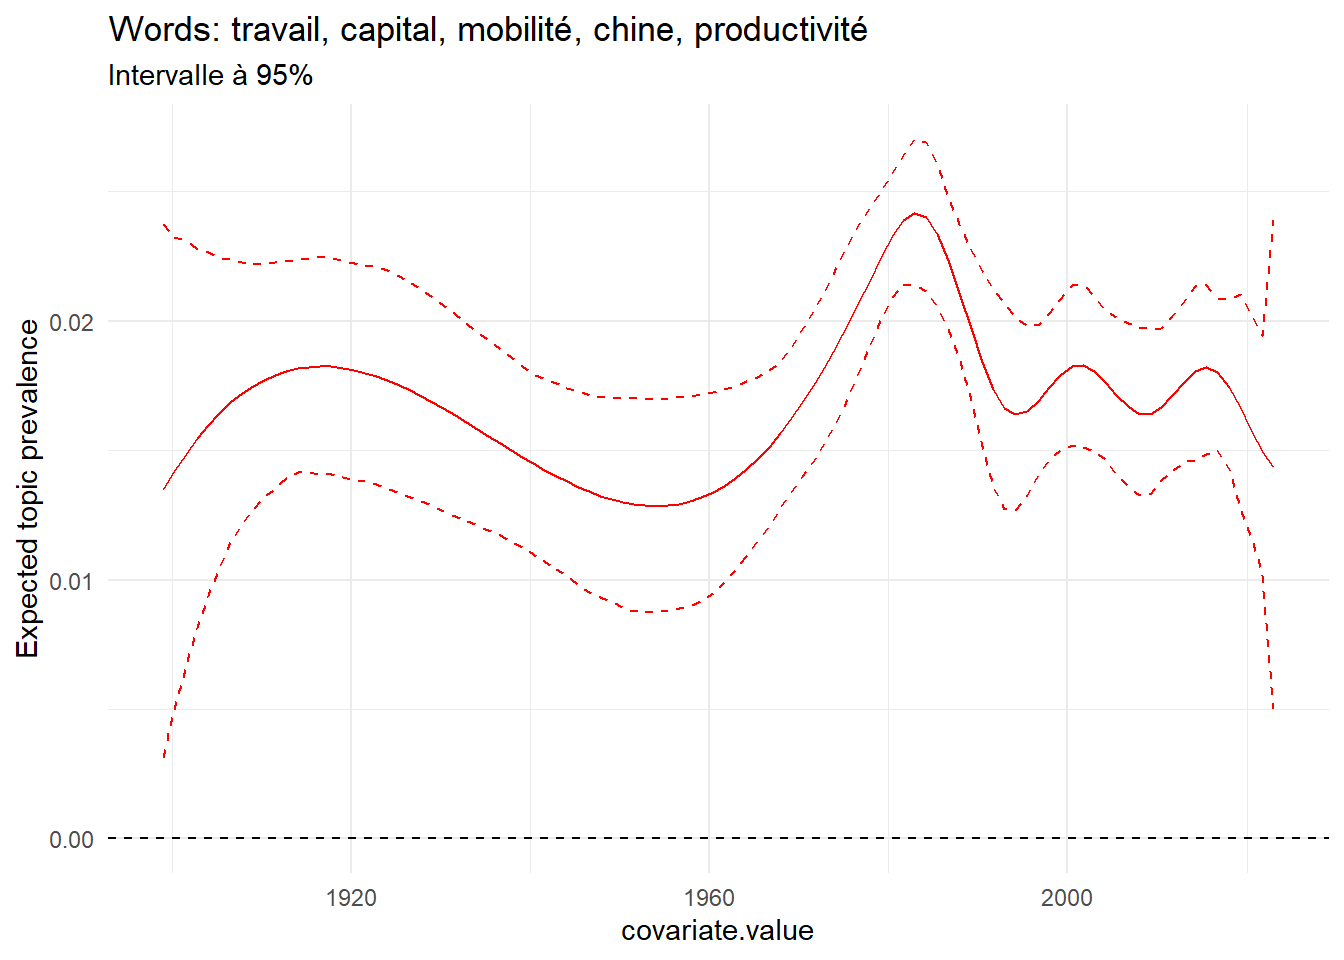 Words: travail, capital, mobilité, chine, productivité
Intervalle à 95%
Expected topic prevalence
0.02
0.01
0.00
1920
1960
2000
covariate.value